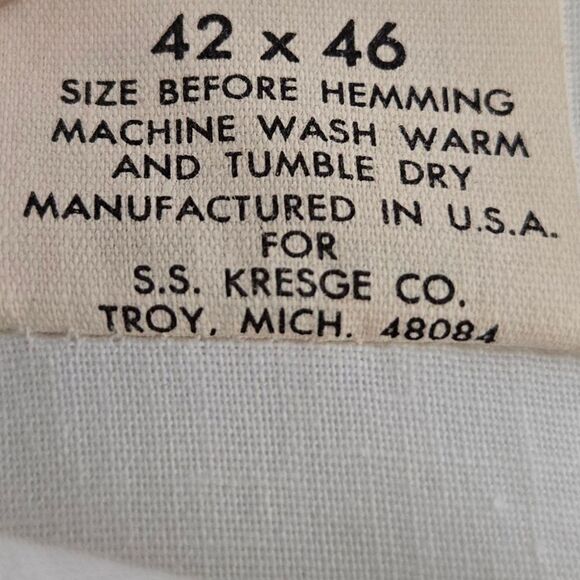 42 x 46
SIZE BEFORE HEMMING
MACHINE WASH WARM
AND TUMBLE DRY
MANUFACTURED IN U.S.A.
FOR
S.S. KRESGE CO.
TROY, MICH. 48084